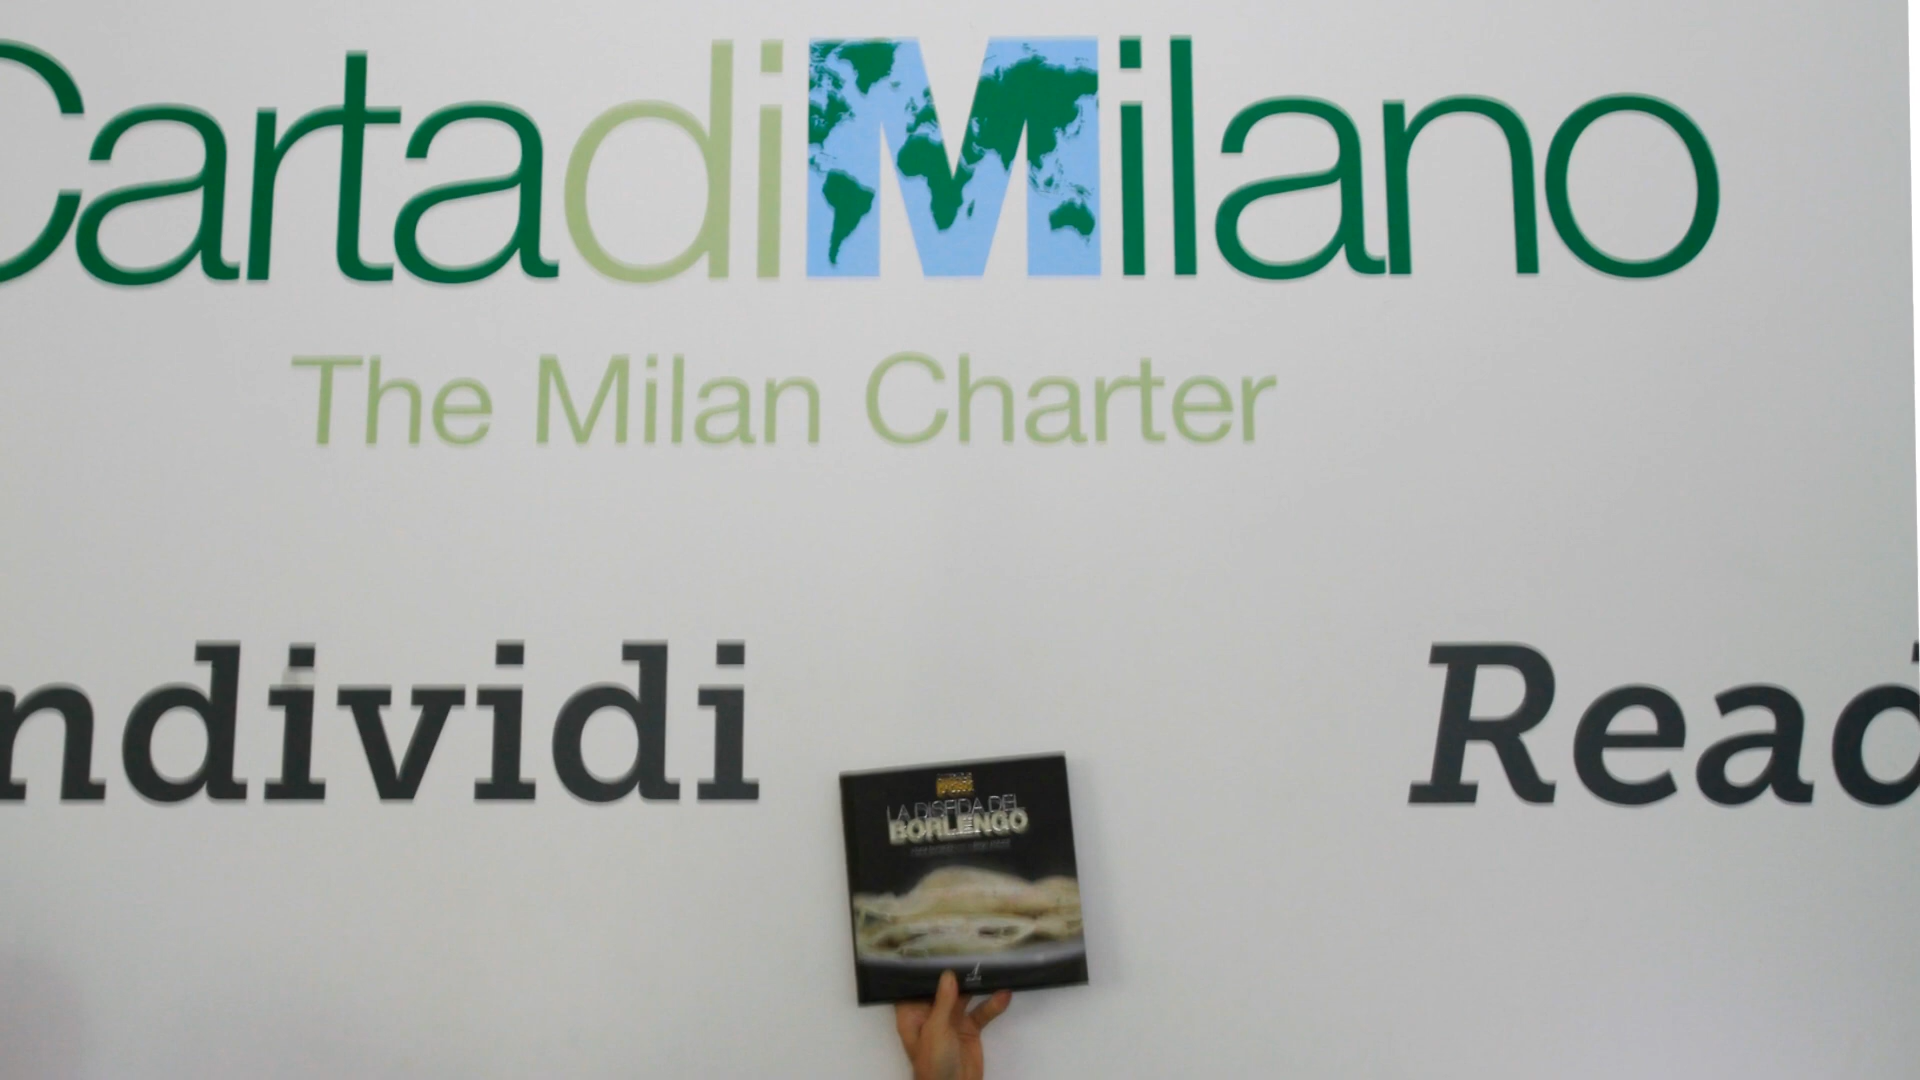 CartadiMilano
The Milan Charter
ndividi
Read
LA DISFIDA DEL
BORLENGO